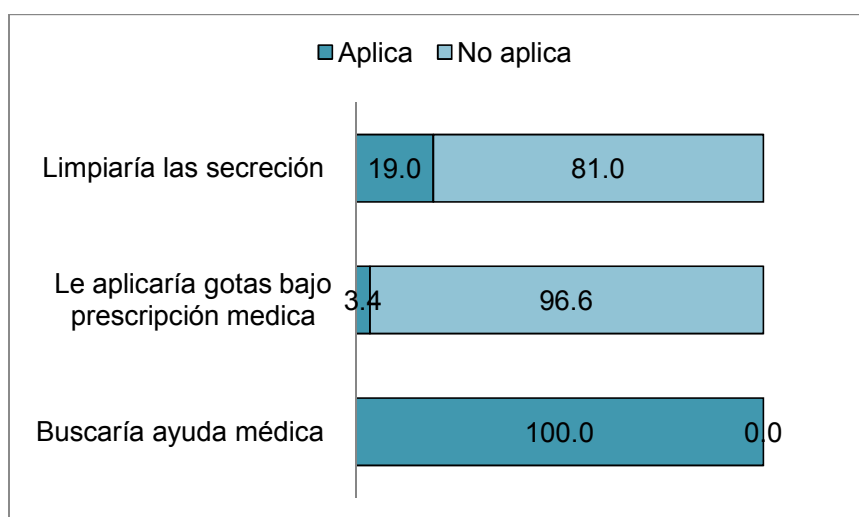 Aplica No aplica
Limpiaría las secreción
19.0 81.0
Le aplicaría gotas bajo
prescripción medica
3.4 96.6
Buscaría ayuda médica
100.0 0.0